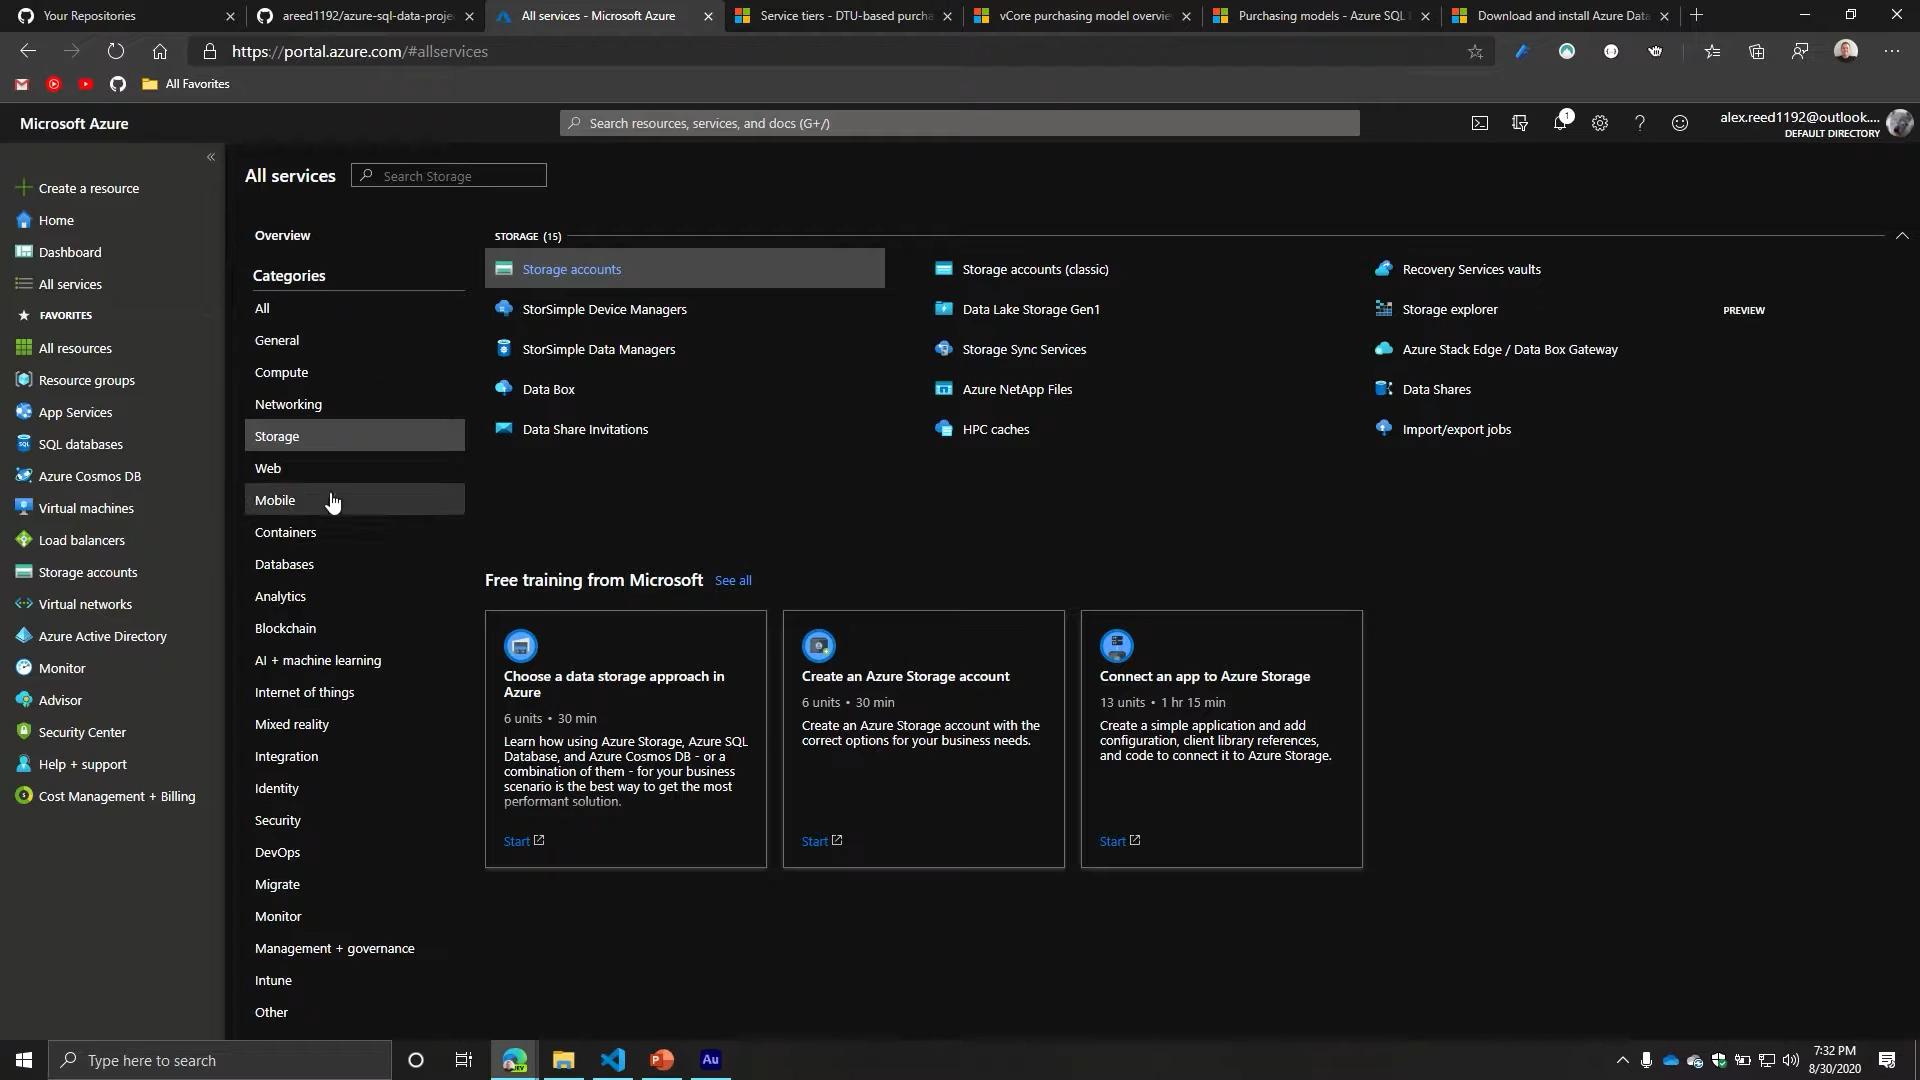 Your Repositories
areed1192/azure-sql-data-proje
All services - Microsoft Azure
Service tiers - DTU-based purcha
vCore purchasing model overvie
Purchasing models - Azure SQL
Download and install Azure Data
https://portal.azure.com/#allservices
All Favorites
Microsoft Azure
Search resources, services, and docs (G+/)
1
alex.reed1192@outlook....
DEFAULT DIRECTORY
Create a resource
Home
Dashboard
All services
FAVORITES
All resources
Resource groups
App Services
SQL databases
Azure Cosmos DB
Virtual machines
Load balancers
Storage accounts
Virtual networks
Azure Active Directory
Monitor
Advisor
Security Center
Help + support
Cost Management + Billing
All services
Search Storage
Overview
Categories
All
General
Compute
Networking
Storage
Web
Mobile
Containers
Databases
Analytics
Blockchain
AI + machine learning
Internet of things
Mixed reality
Integration
Identity
Security
DevOps
Migrate
Monitor
Management + governance
Intune
Other
STORAGE (15)
Storage accounts
Storage accounts (classic)
Recovery Services vaults
StorSimple Device Managers
Data Lake Storage Gen1
Storage explorer
PREVIEW
StorSimple Data Managers
Storage Sync Services
Azure Stack Edge / Data Box Gateway
Data Box
Azure NetApp Files
Data Shares
Data Share Invitations
HPC caches
Import/export jobs
Free training from Microsoft
See all
Choose a data storage approach in
Azure
6 units • 30 min
Learn how using Azure Storage, Azure SQL
Database, and Azure Cosmos DB - or a
combination of them - for your business
scenario is the best way to get the most
performant solution.
Start
Create an Azure Storage account
6 units • 30 min
Create an Azure Storage account with the
correct options for your business needs.
Start
Connect an app to Azure Storage
13 units • 1 hr 15 min
Create a simple application and add
configuration, client library references,
and code to connect it to Azure Storage.
Start
Type here to search
Au
7:32 PM
8/30/2020